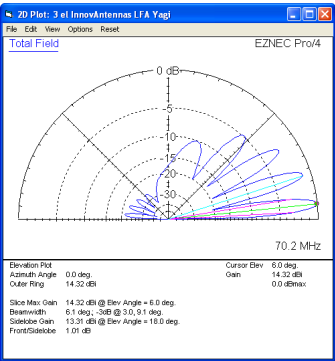 2D Plot: 3 el InnovAntennas LFA Yagi
File Edit View Options Reset
Total Field EZNEC Pro/4
0 dB
-5
-10
-15
-20
-30
70.2 MHz
Elevation Plot Cursor Elev 6.0 deg.
Azimuth Angle 0.0 deg. Gain 14.32 dBi
Outer Ring 14.32 dBi 0.0 dBmax
Slice Max Gain 14.32 dBi @ Elev Angle = 6.0 deg.
Beamwidth 6.1 deg.; -3dB @ 3.0, 9.1 deg.
Sidelobe Gain 13.31 dBi @ Elev Angle = 18.0 deg.
Front/Sidelobe 1.01 dB